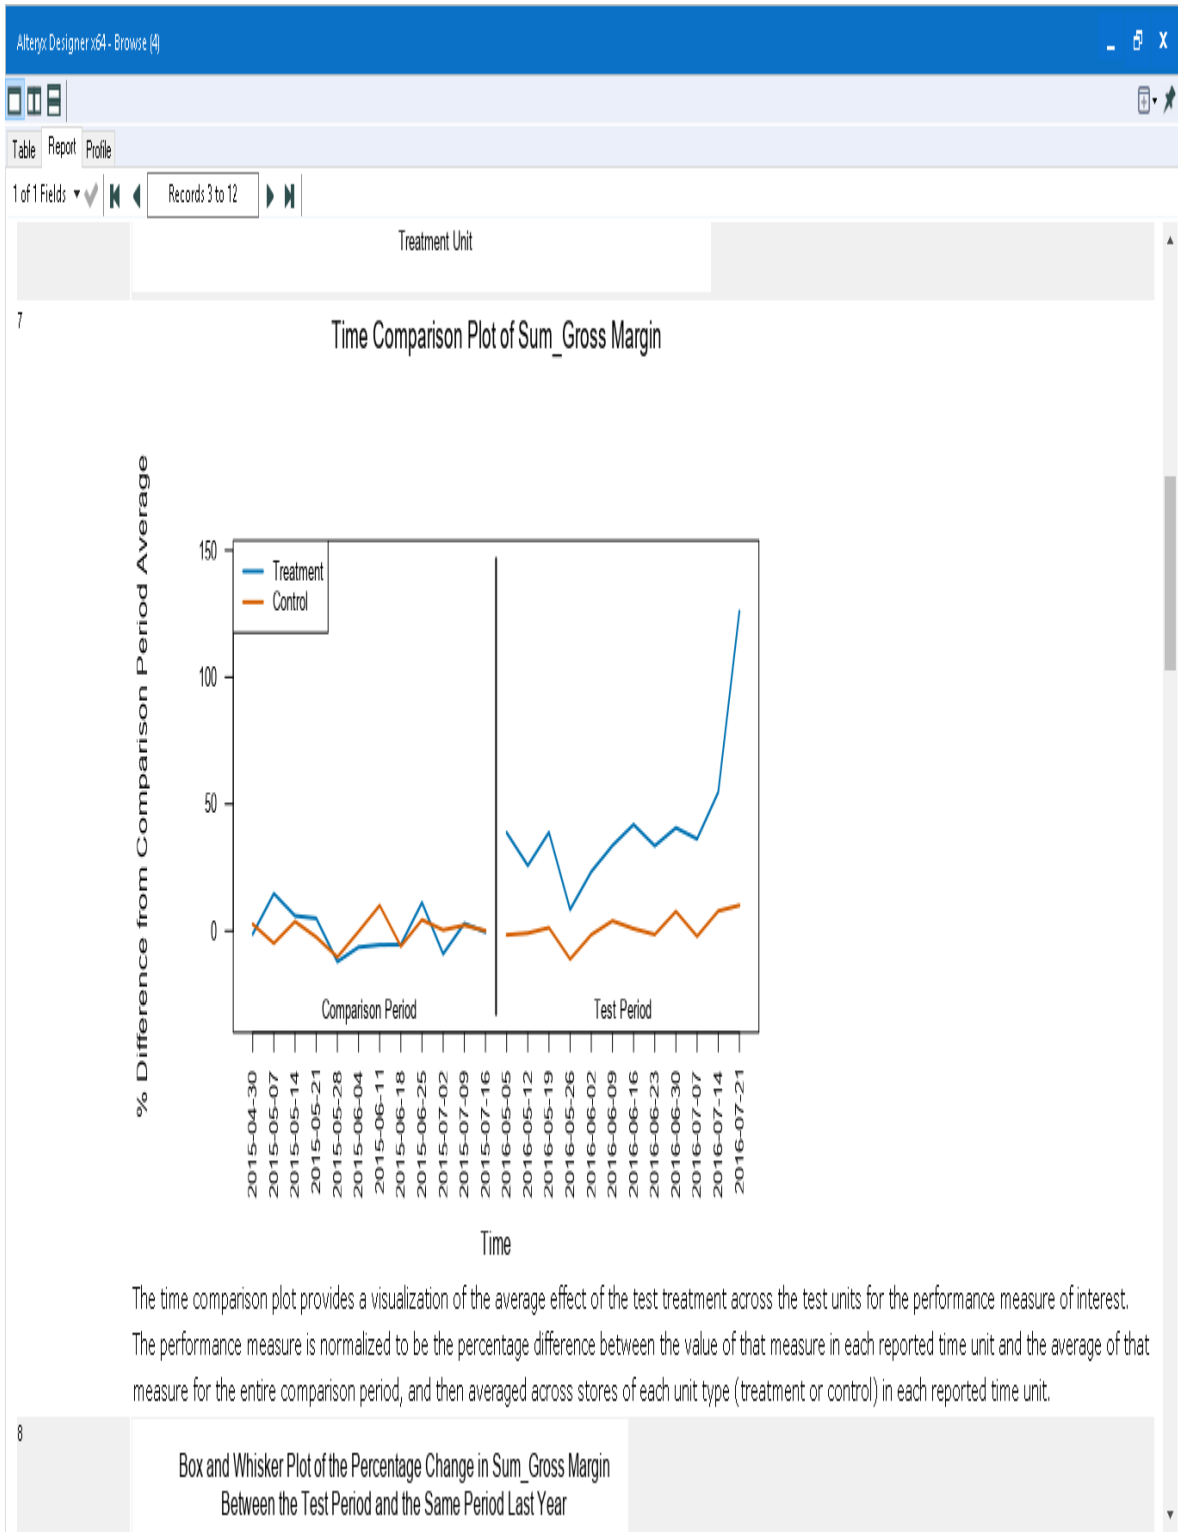 Alteryx Designer x64 - Browse (4)
Table Report Profile
1 of 1 Fields Records 3 to 12
Treatment Unit
7
Time Comparison Plot of Sum_Gross Margin
% Difference from Comparison Period Average
150
100
50
0
Treatment
Control
Comparison Period
Test Period
2015-04-30
2015-05-07
2015-05-14
2015-05-21
2015-05-28
2015-06-04
2015-06-11
2015-06-18
2015-06-25
2015-07-02
2015-07-09
2015-07-16
2016-05-05
2016-05-12
2016-05-19
2016-05-26
2016-06-02
2016-06-09
2016-06-16
2016-06-23
2016-06-30
2016-07-07
2016-07-14
2016-07-21
Time
The time comparison plot provides a visualization of the average effect of the test treatment across the test units for the performance measure of interest.
The performance measure is normalized to be the percentage difference between the value of that measure in each reported time unit and the average of that
measure for the entire comparison period, and then averaged across stores of each unit type (treatment or control) in each reported time unit.
8
Box and Whisker Plot of the Percentage Change in Sum_Gross Margin
Between the Test Period and the Same Period Last Year